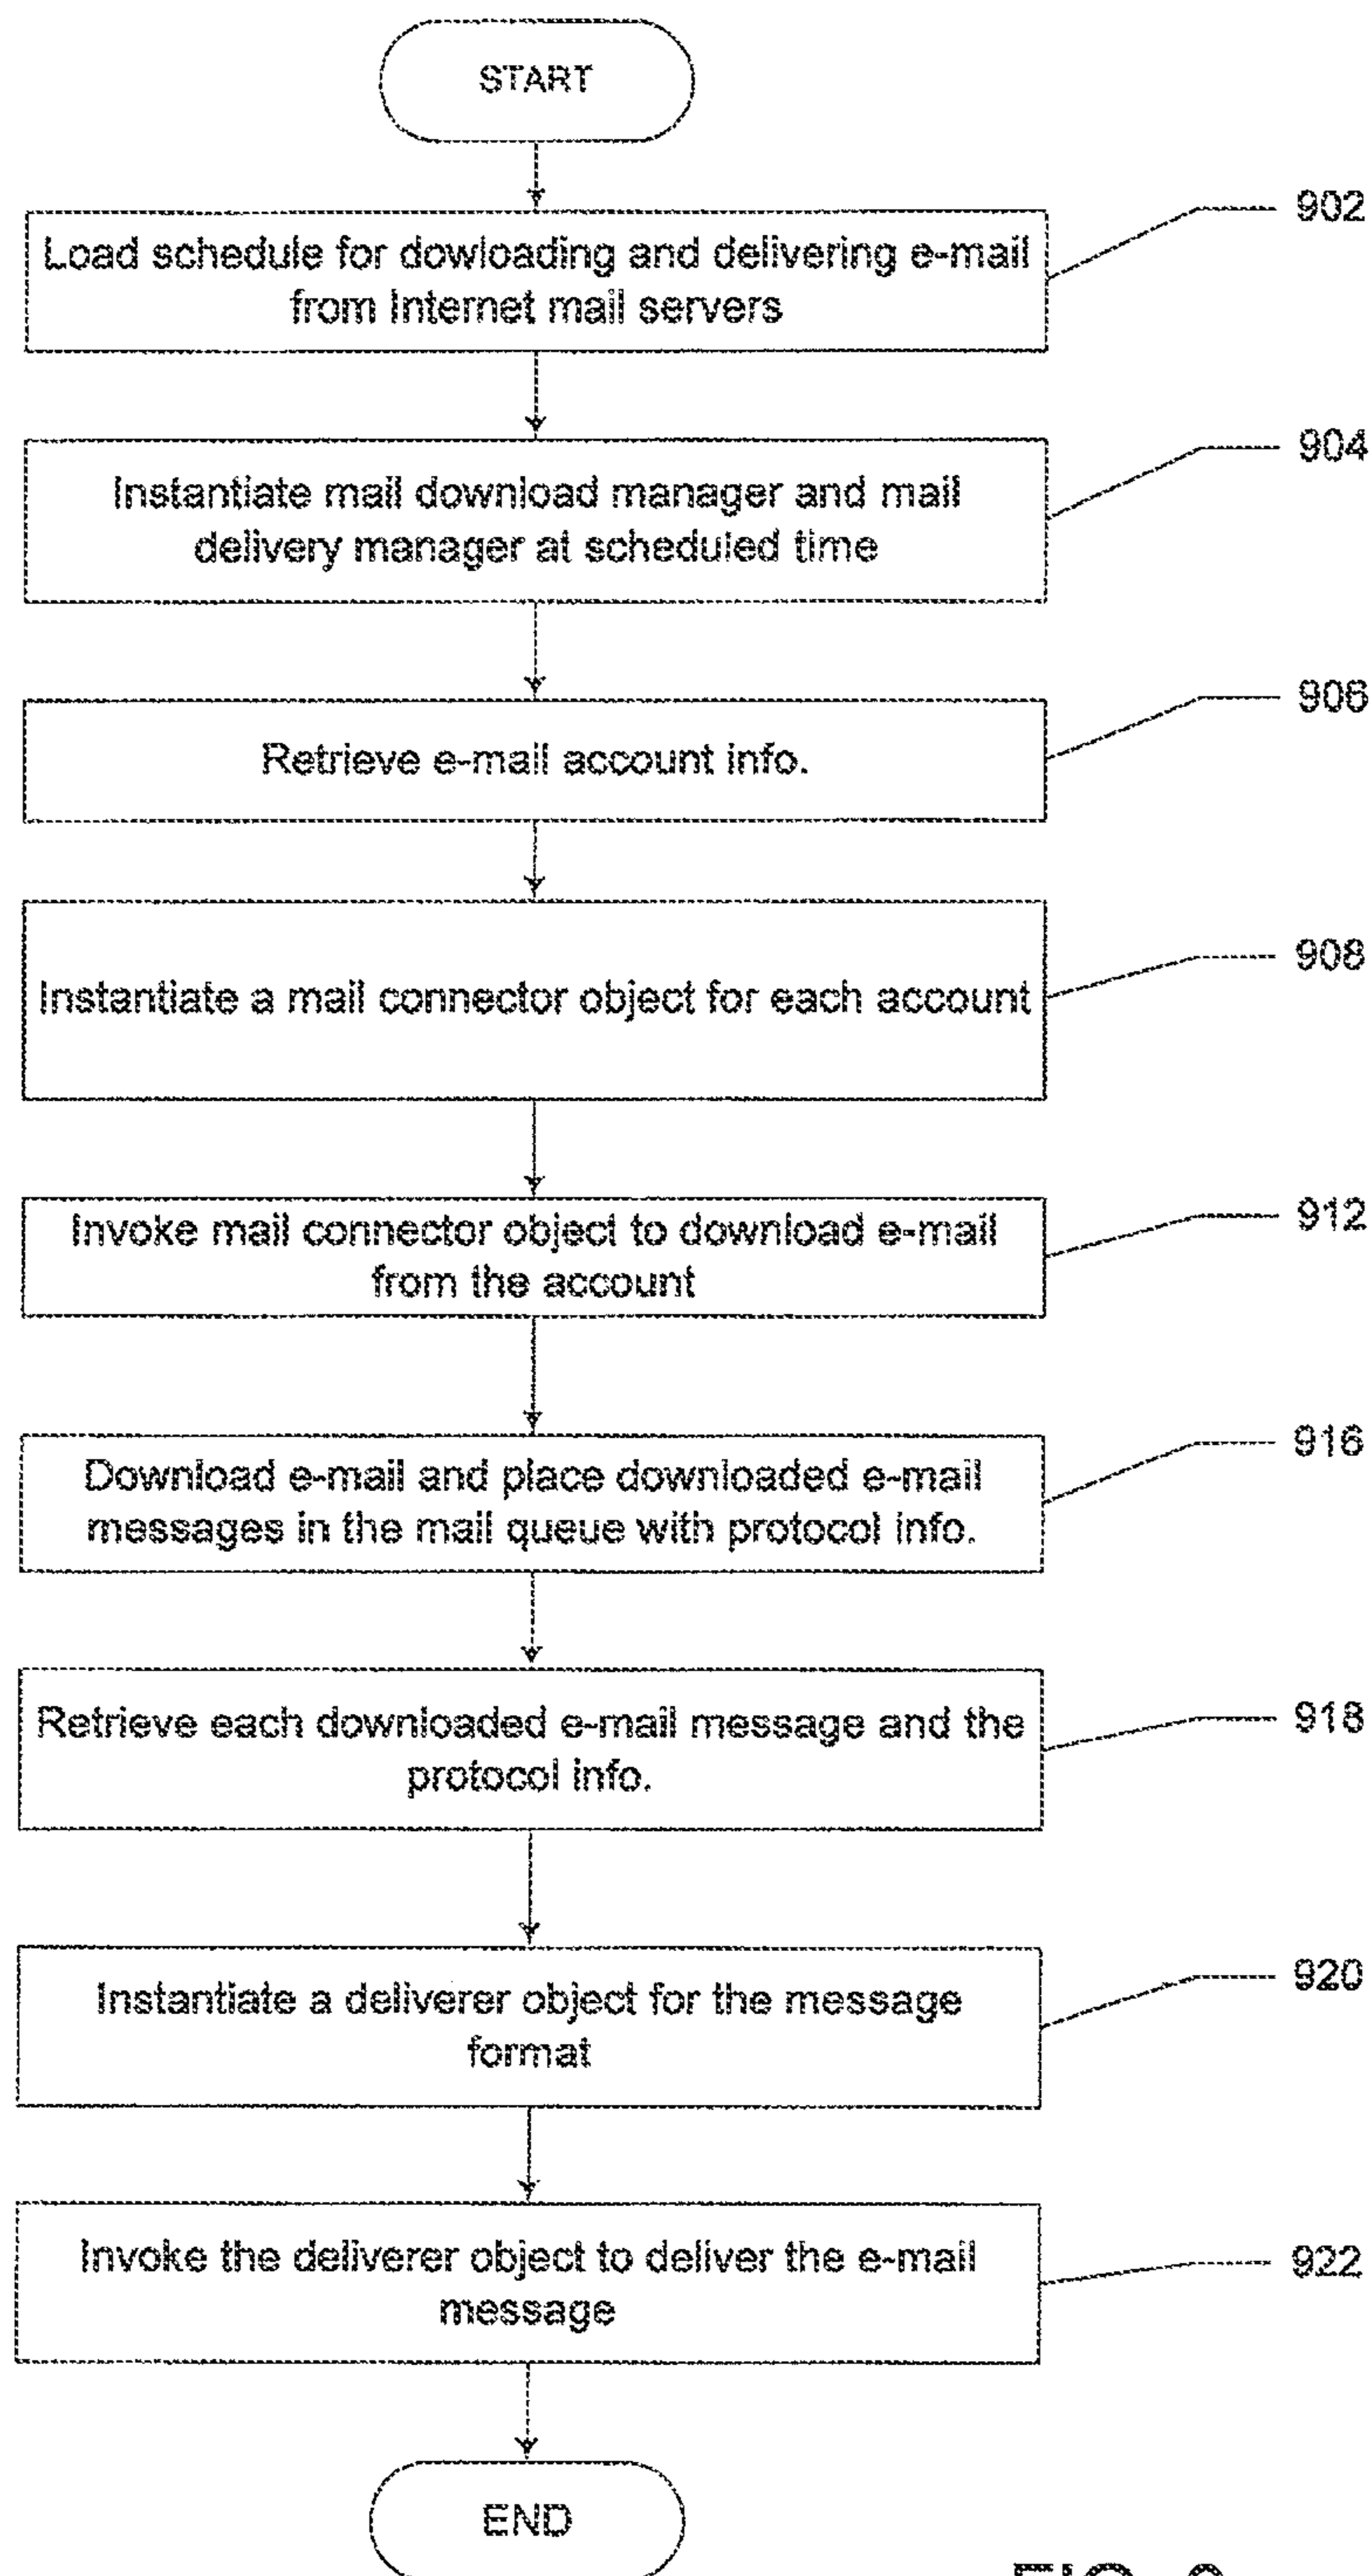 START
902
Load schedule for dowloading and delivering e-mail
from Internet mail servers
904
Instantiate mail download manager and mail
delivery manager at scheduled time
906
Retrieve e-mail account info.
908
Instantiate a mail connector object for each account
912
Invoke mail connector object to download e-mail
from the account
916
Download e-mail and place downloaded e-mail
messages in the mail queue with protocol info.
918
Retrieve each downloaded e-mail message and the
protocol info.
920
Instantiate a deliverer object for the message
format
922
Invoke the deliverer object to deliver the e-mail
message
END
FIG. 9